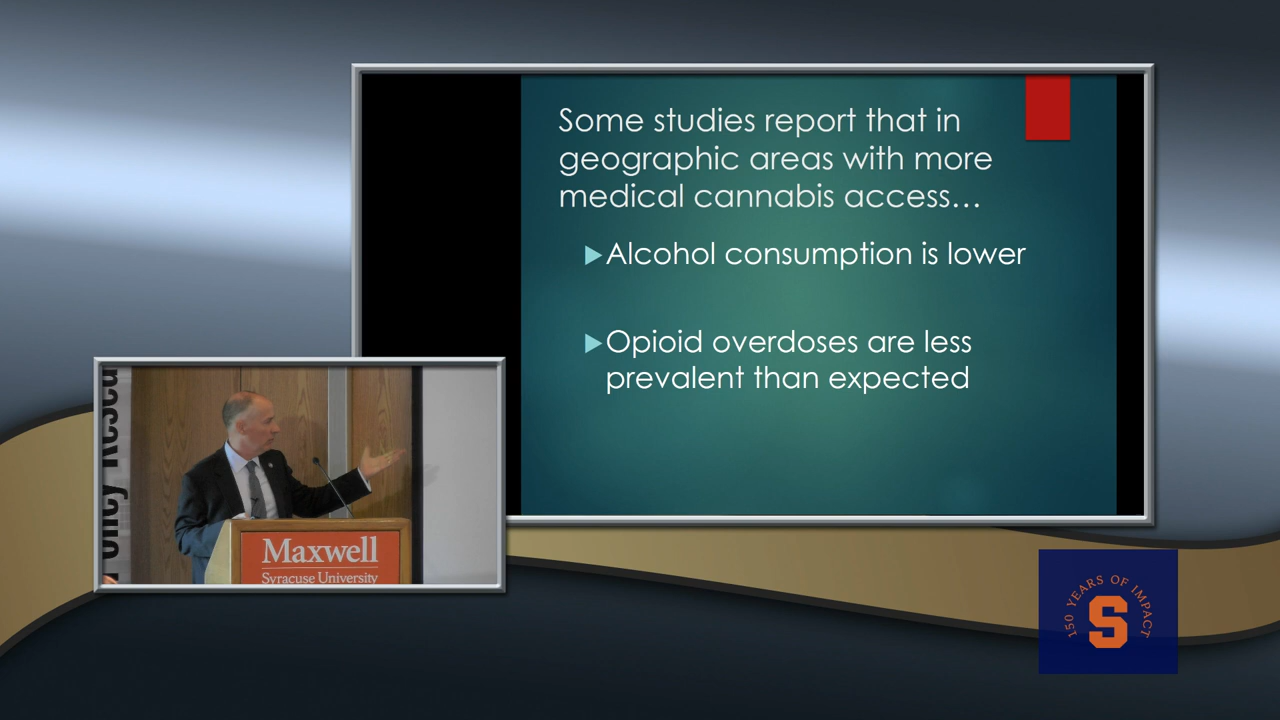 Some studies report that in
geographic areas with more
medical cannabis access…
Alcohol consumption is lower
Opioid overdoses are less
prevalent than expected
Maxwell
Syracuse University
150 YEARS OF IMPACT
S